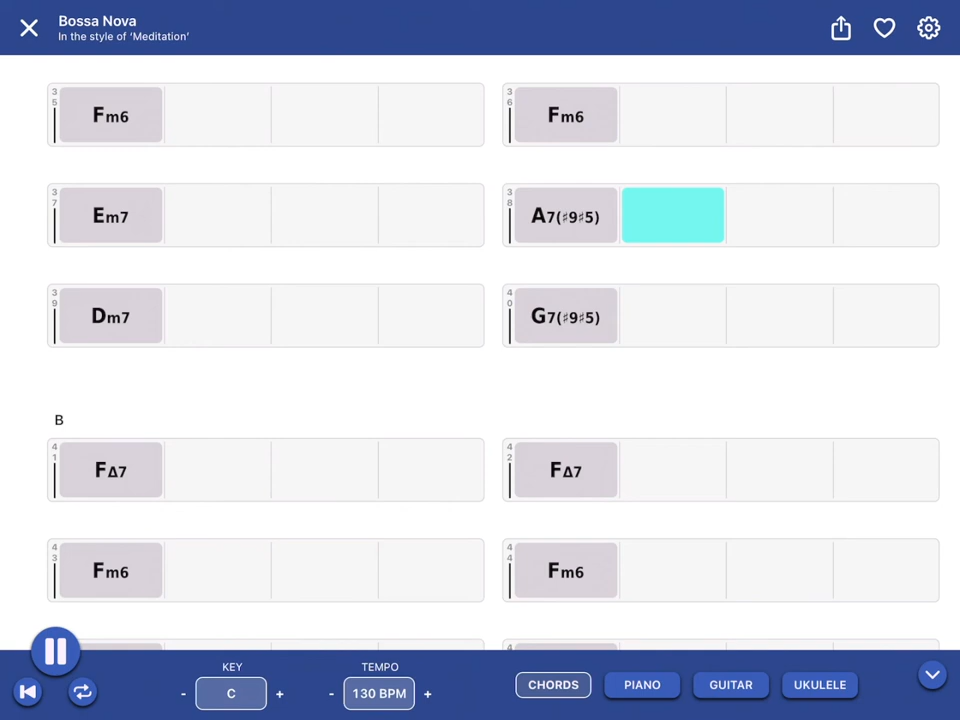 Bossa Nova
In the style of ‘Meditation’
35 Fm6 36 Fm6
37 Em7 38 A7(♯9♯5)
39 Dm7 40 G7(♯9♯5)
B
41 FΔ7 42 FΔ7
43 Fm6 44 Fm6
KEY TEMPO
- C + - 130 BPM + CHORDS PIANO GUITAR UKULELE